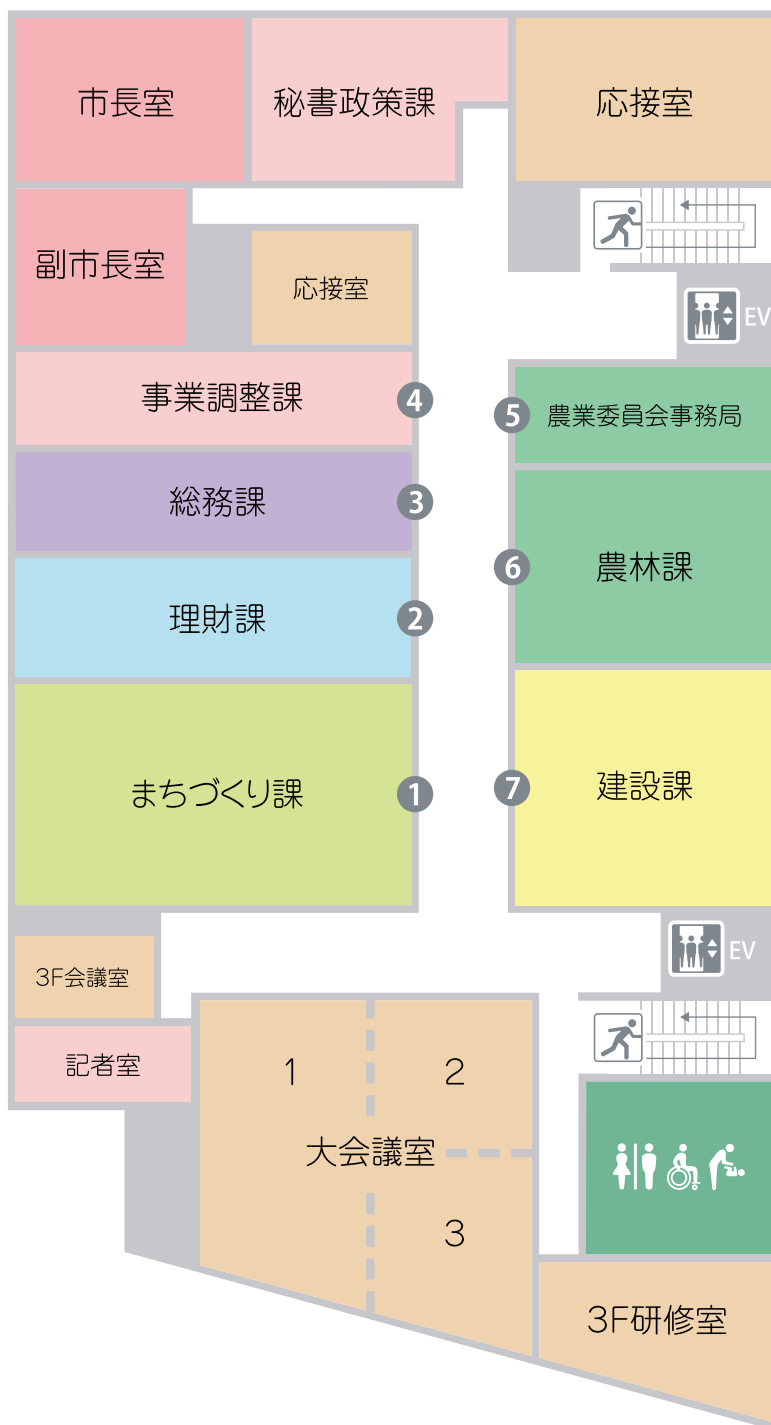 市長室
秘書政策課
応接室
副市長室
応接室
EV
事業調整課
4
5
農業委員会事務局
総務課
3
農林課
6
理財課
2
まちづくり課
1
7
建設課
EV
3F会議室
記者室
1
2
大会議室
3
3F研修室